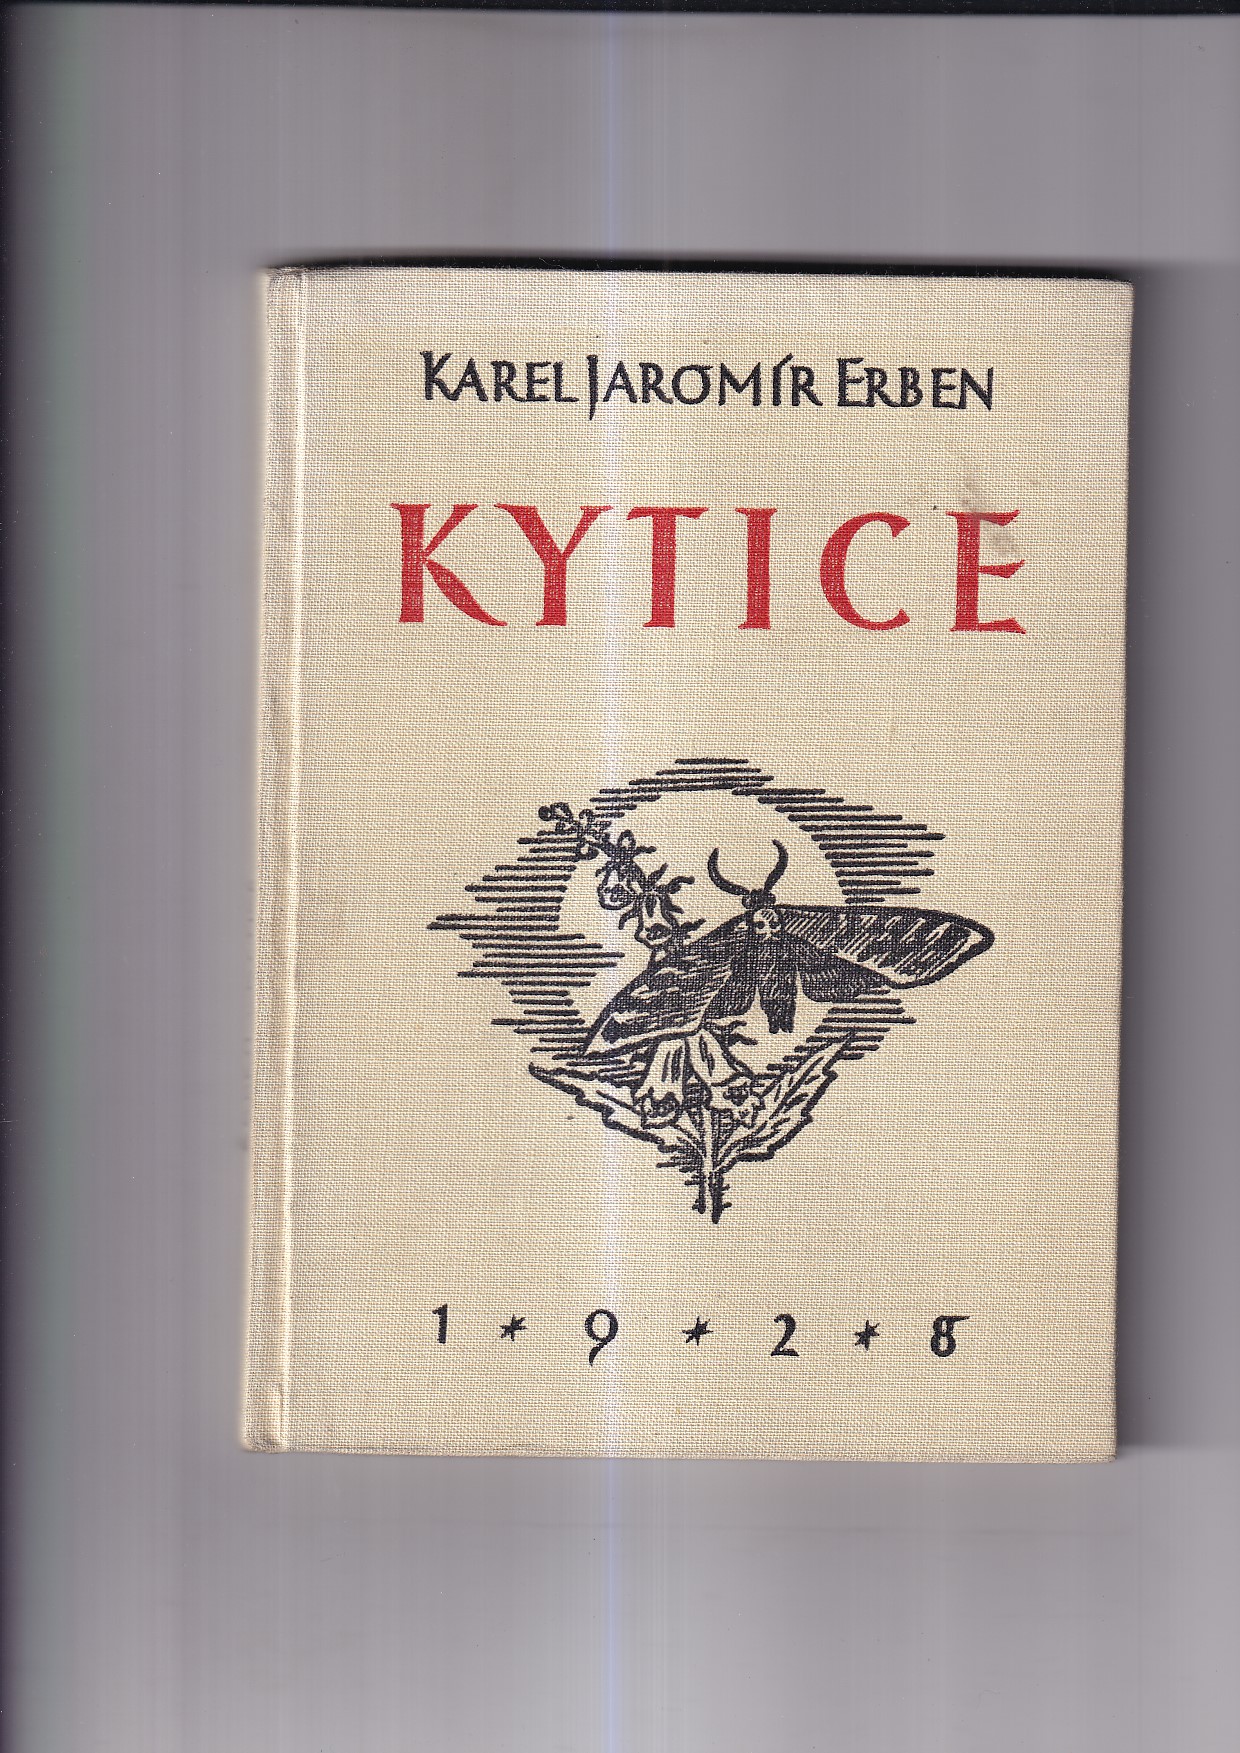 KAREL JAROMÍR ERBEN
KYTICE
1 * 9 * 2 * 8